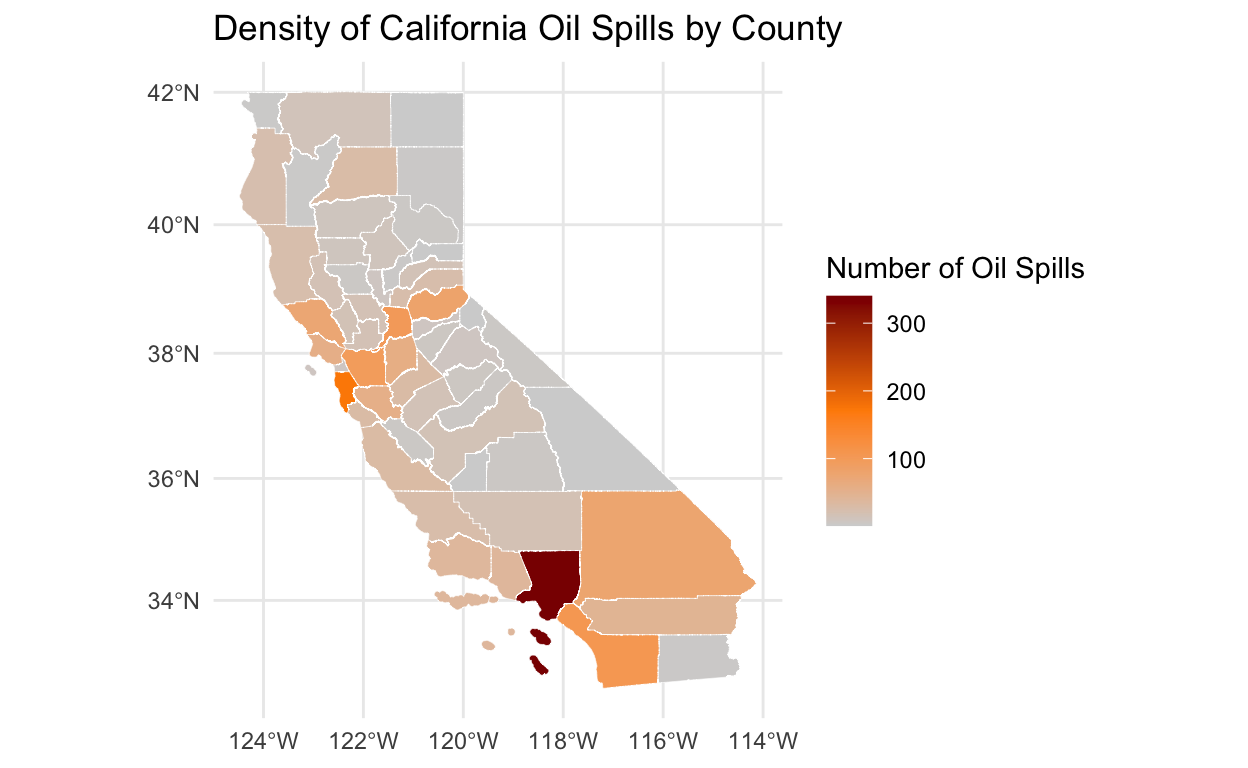 Density of California Oil Spills by County
42°N
40°N
38°N
36°N
34°N
124°W 122°W 120°W 118°W 116°W 114°W
Number of Oil Spills
300
200
100